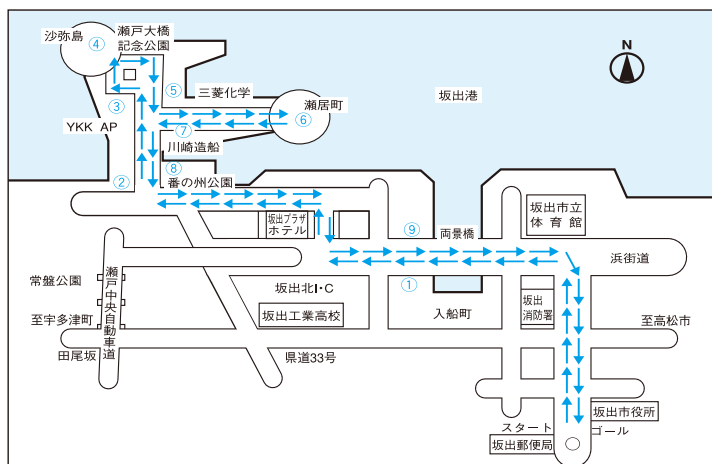 沙弥島
④
瀬戸大橋
記念公園
N
⑤
三菱化学
坂出港
③
瀬居町
⑥
YKK AP
⑦
川崎造船
⑧
②
番の州公園
坂出プラザ
ホテル
⑨
両景橋
坂出市立
体育館
浜街道
常盤公園
瀬戸中央自動車道
坂出北I・C
①
坂出工業高校
入船町
坂出
消防署
至宇多津町
至高松市
田尾坂
県道33号
スタート
ゴール
坂出市役所
坂出郵便局